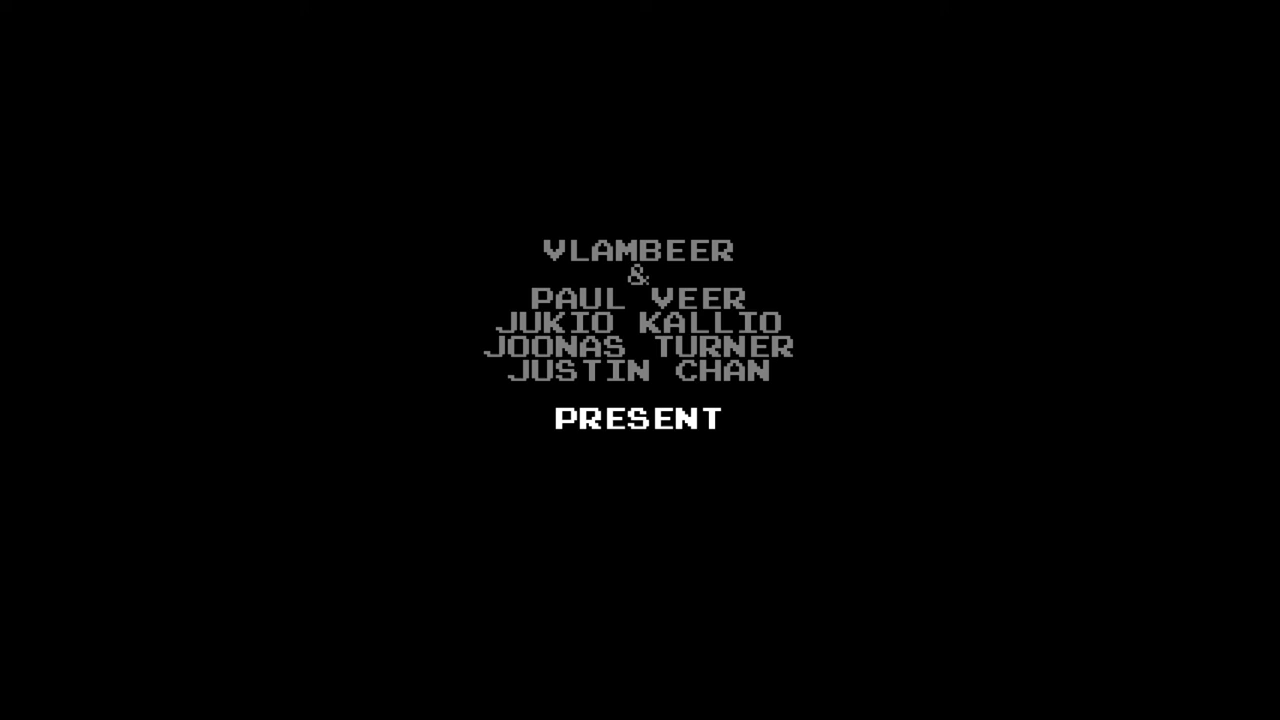 VLAMBEER
&
PAUL VEER
JUKIO KALLIO
JOONAS TURNER
JUSTIN CHAN
PRESENT